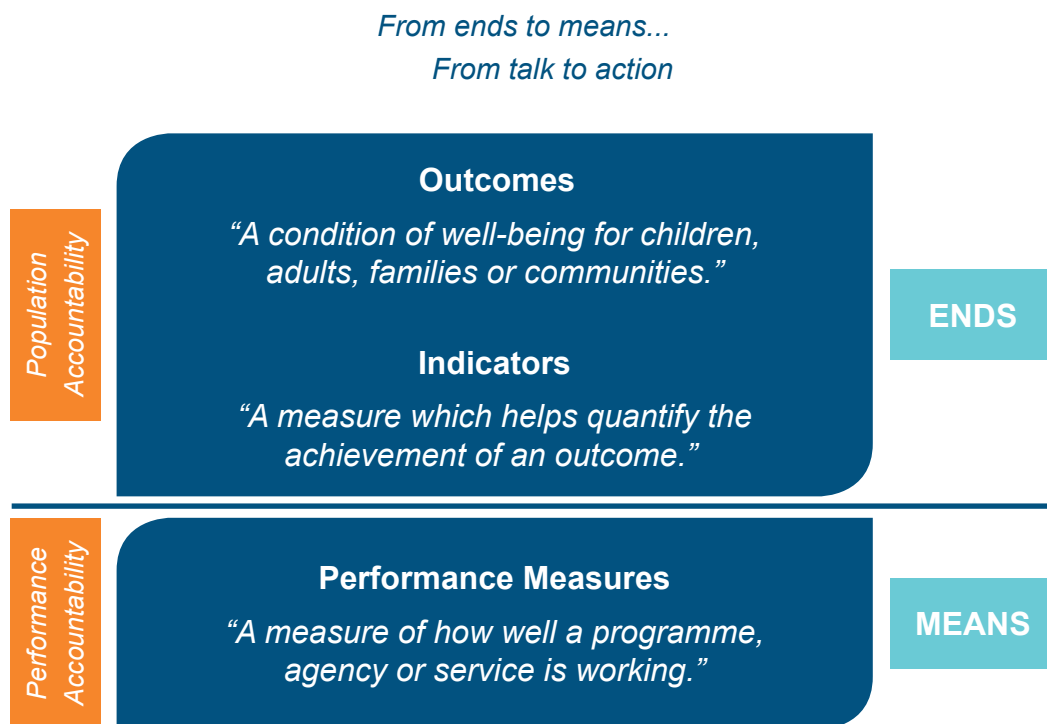 From ends to means...
From talk to action
Population
Accountability
Outcomes
“A condition of well-being for children,
adults, families or communities.”
Indicators
“A measure which helps quantify the
achievement of an outcome.”
ENDS
Performance
Accountability
Performance Measures
“A measure of how well a programme,
agency or service is working.”
MEANS